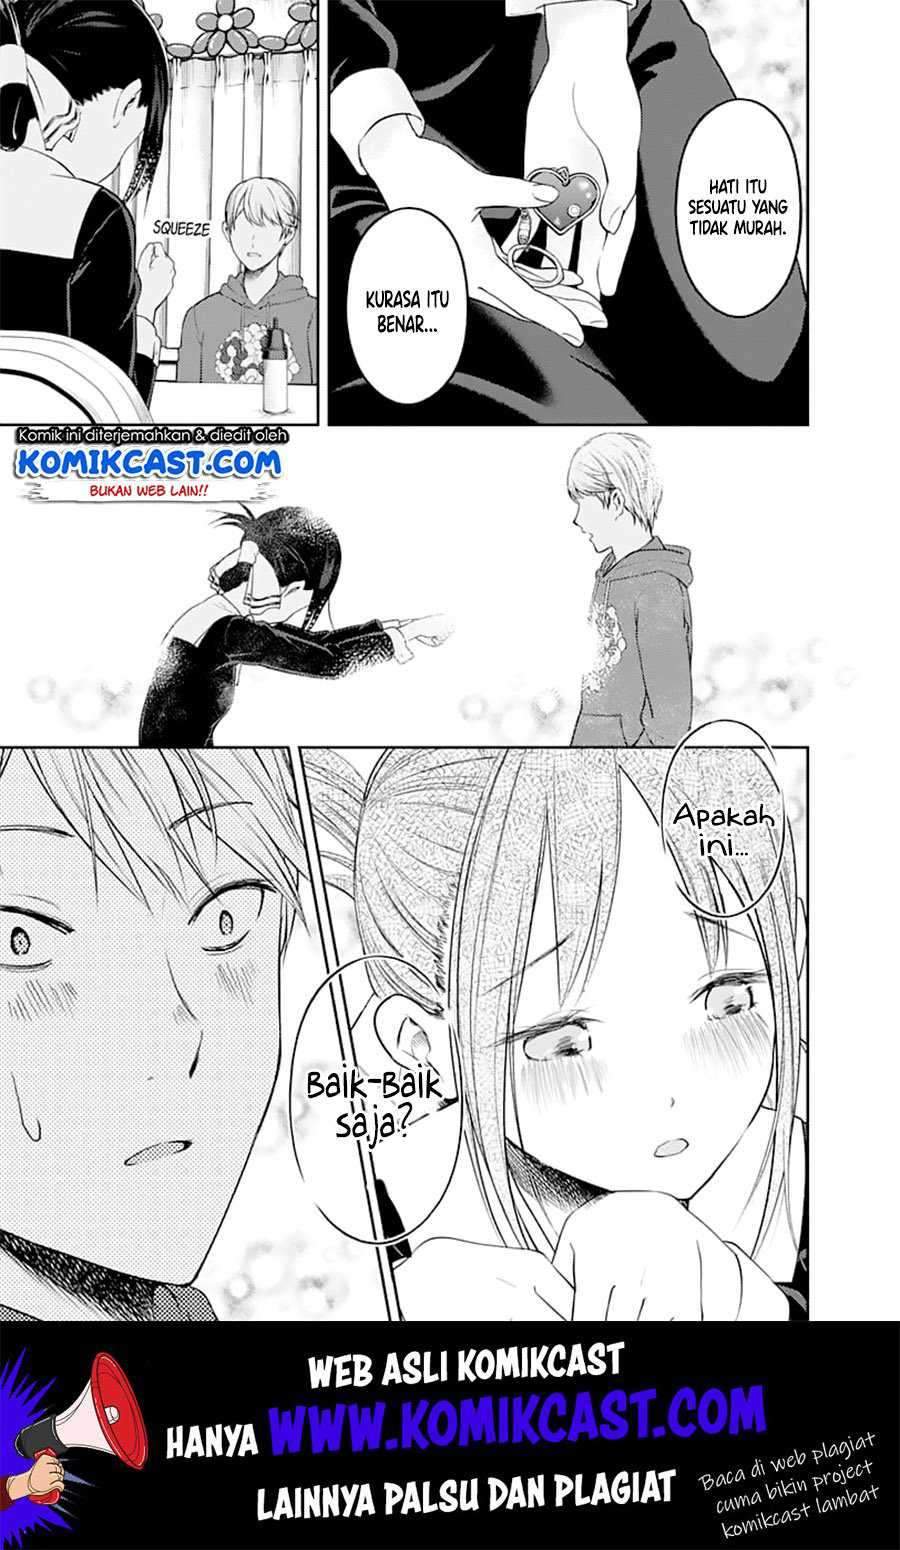 HATI ITU
SESUATU YANG
TIDAK MURAH.
KURASA ITU
BENAR...
SQUEEZE
Komik ini diterjemahkan & diedit oleh
KOMIKCAST.COM
BUKAN WEB LAIN!!
Apakah
ini...
Baik-Baik
saja?
WEB ASLI KOMIKCAST
HANYA WWW.KOMIKCAST.COM
LAINNYA PALSU DAN PLAGIAT
Baca di web plagiat
cuma bikin project
komikcast lambat